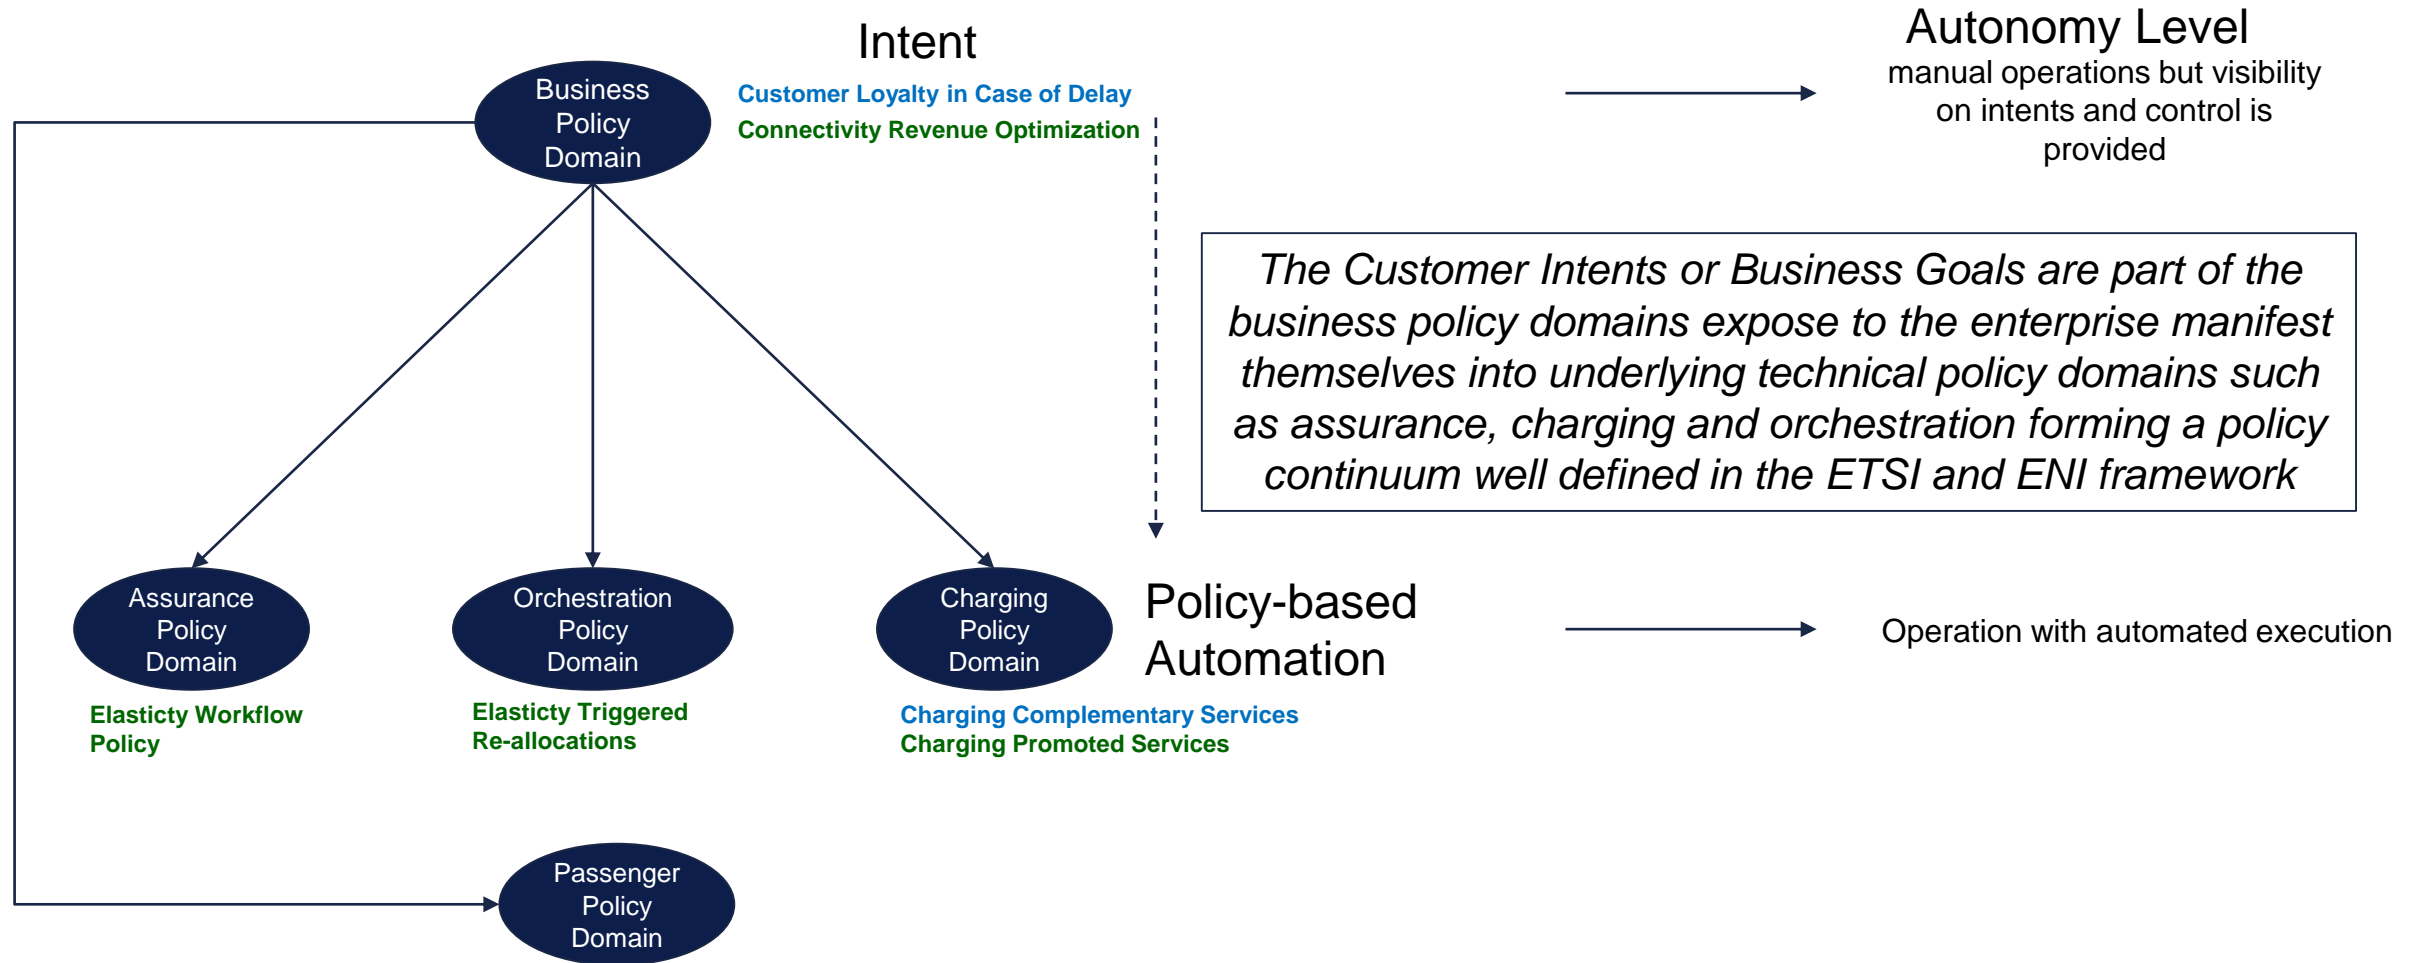 Intent
Autonomy Level
manual operations but visibility
on intents and control is
provided
Business
Policy
Domain
Customer Loyalty in Case of Delay
Connectivity Revenue Optimization
The Customer Intents or Business Goals are part of the
business policy domains expose to the enterprise manifest
themselves into underlying technical policy domains such
as assurance, charging and orchestration forming a policy
continuum well defined in the ETSI and ENI framework
Assurance
Policy
Domain
Orchestration
Policy
Domain
Charging
Policy
Domain
Policy-based
Automation
Operation with automated execution
Elasticty Workflow
Policy
Elasticty Triggered
Re-allocations
Charging Complementary Services
Charging Promoted Services
Passenger
Policy
Domain